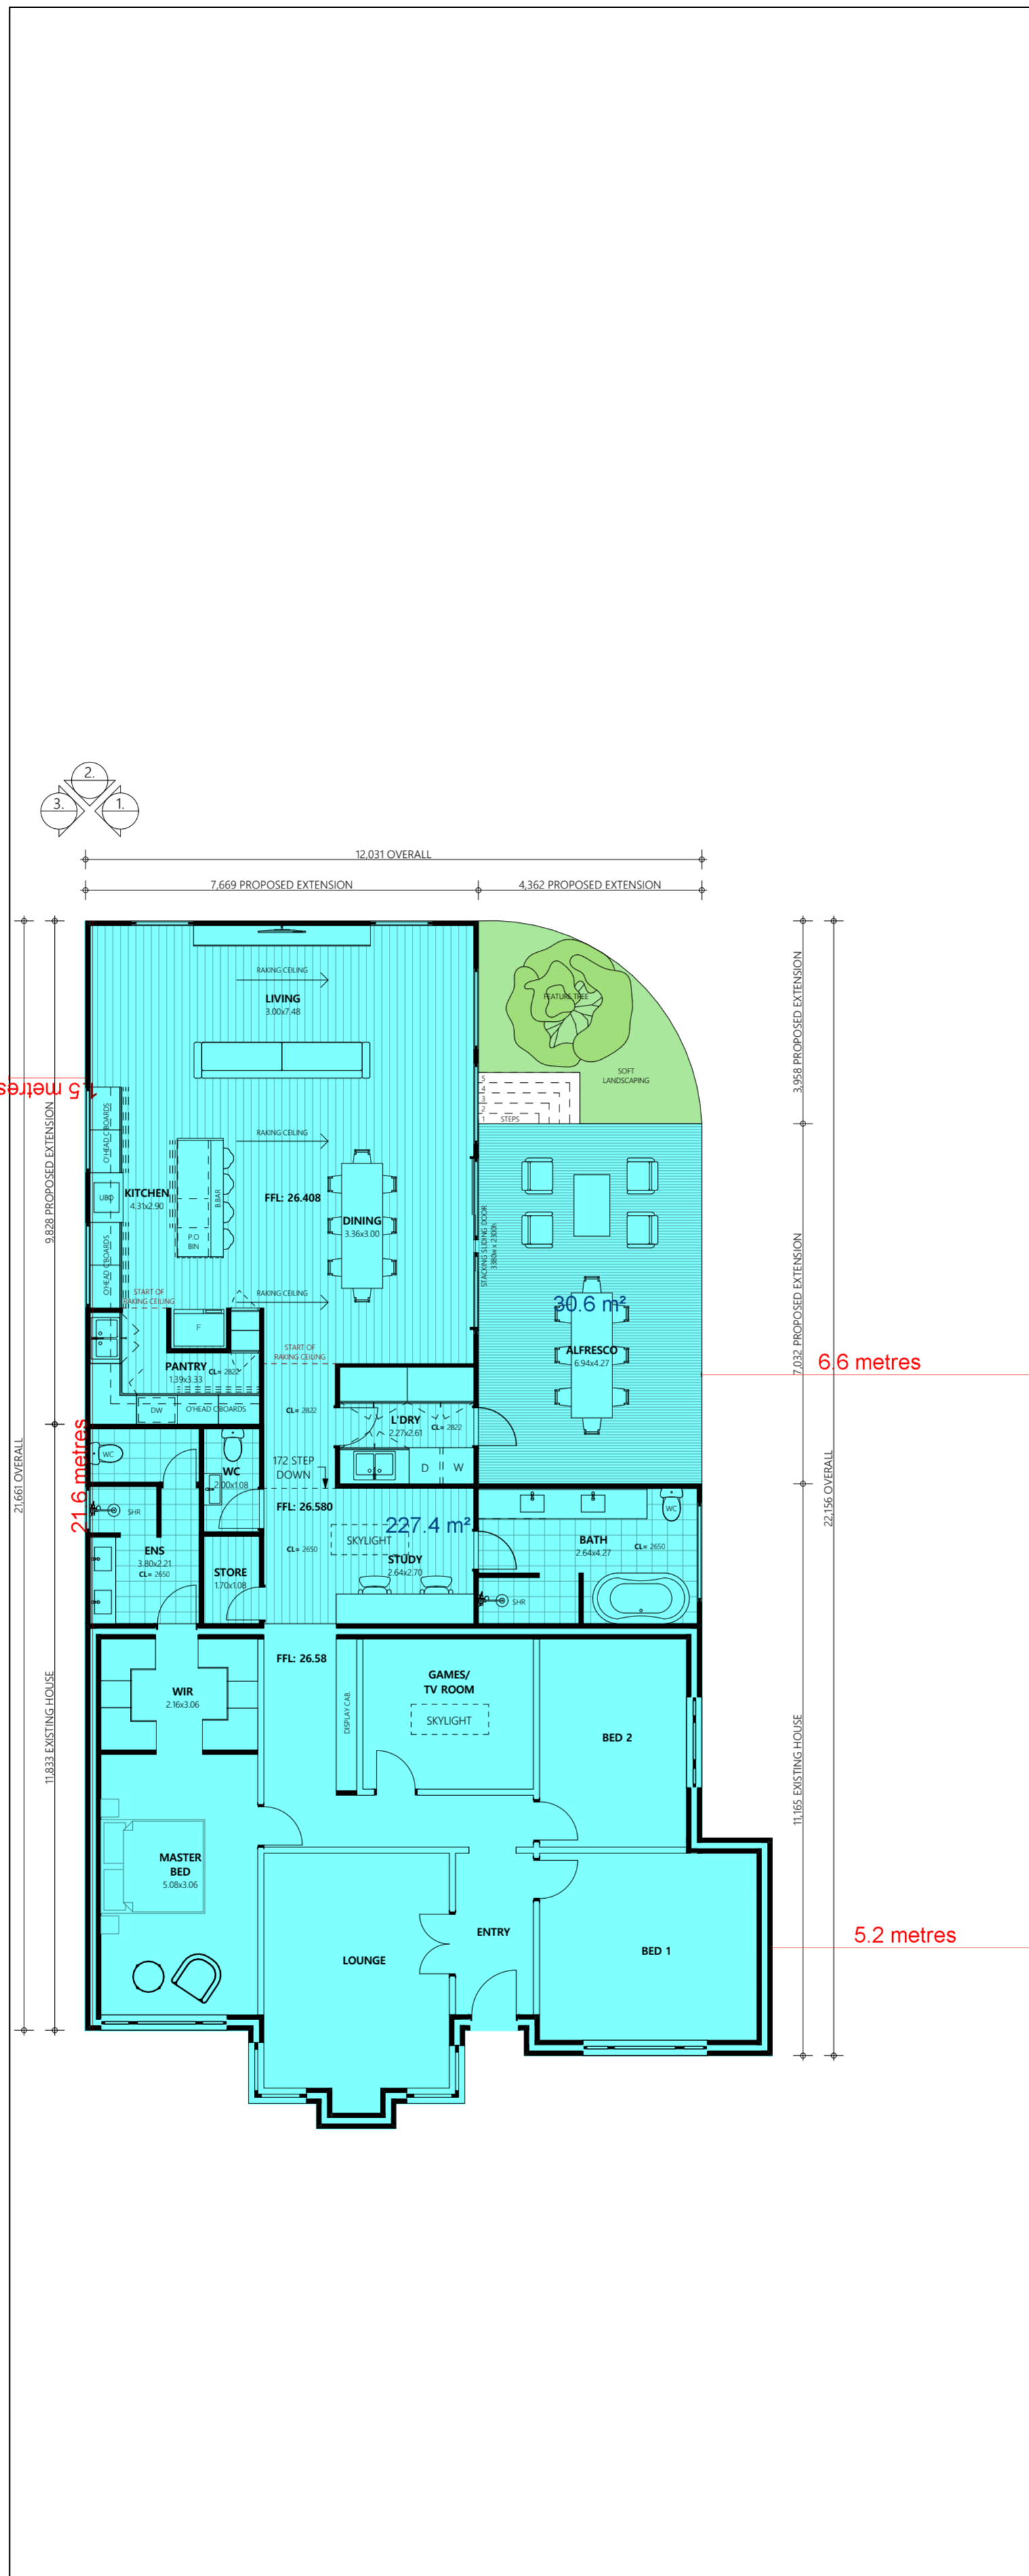 2.
3.
1.
12,031 OVERALL
7,669 PROPOSED EXTENSION
4,362 PROPOSED EXTENSION
21,661 OVERALL
9,828 PROPOSED EXTENSION
11,833 EXISTING HOUSE
3,958 PROPOSED EXTENSION
7,032 PROPOSED EXTENSION
11,165 EXISTING HOUSE
22,156 OVERALL
1.5 metres
21.6 metres
6.6 metres
5.2 metres
RAKING CEILING
LIVING
3.00x7.48
FEATURE TREE
SOFT
LANDSCAPING
5
4
3
2
1
STEPS
O'HEAD C'BOARDS
RAKING CEILING
KITCHEN
4.31x2.90
UBO
B.BAR
FFL: 26.408
DINING
3.36x3.00
P.O
BIN
O'HEAD C'BOARDS
STACKING SLIDING DOOR
3380w x 2300h
START OF
RAKING CEILING
RAKING CEILING
30.6 m²
ALFRESCO
6.94x4.27
F
START OF
RAKING CEILING
PANTRY
1.39x3.33
CL= 2822
DW
O'HEAD C'BOARDS
CL= 2822
L'DRY
2.27x2.61
CL= 2822
D
W
WC
WC
2.00x1.08
172 STEP
DOWN
FFL: 26.580
SHR
227.4 m²
SKYLIGHT
STUDY
2.64x2.70
CL= 2650
WC
BATH
2.64x4.27
CL= 2650
SHR
ENS
3.80x2.21
CL= 2650
STORE
1.70x1.08
FFL: 26.58
WIR
2.16x3.06
DISPLAY CAB.
GAMES/
TV ROOM
SKYLIGHT
BED 2
MASTER
BED
5.08x3.06
LOUNGE
ENTRY
BED 1